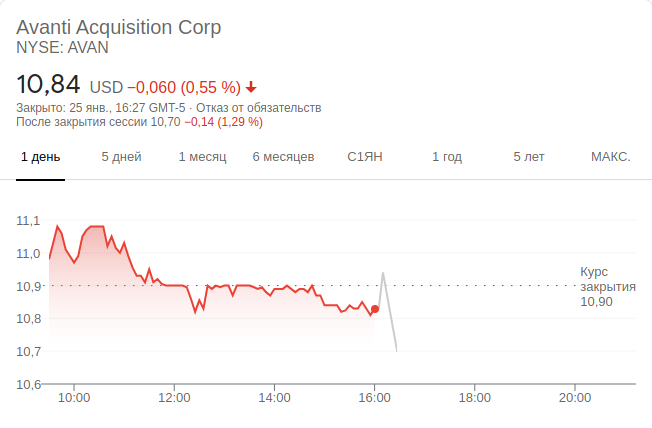 Avanti Acquisition Corp
NYSE: AVAN
10,84 USD −0,060 (0,55 %)
Закрыто: 25 янв., 16:27 GMT-5 · Отказ от обязательств
После закрытия сессии 10,70 −0,14 (1,29 %)
1 день 5 дней 1 месяц 6 месяцев С1ЯН 1 год 5 лет МАКС.
11,1
11,0
10,9
10,8
10,7
10,6
Курс
закрытия
10,90
10:00 12:00 14:00 16:00 18:00 20:00